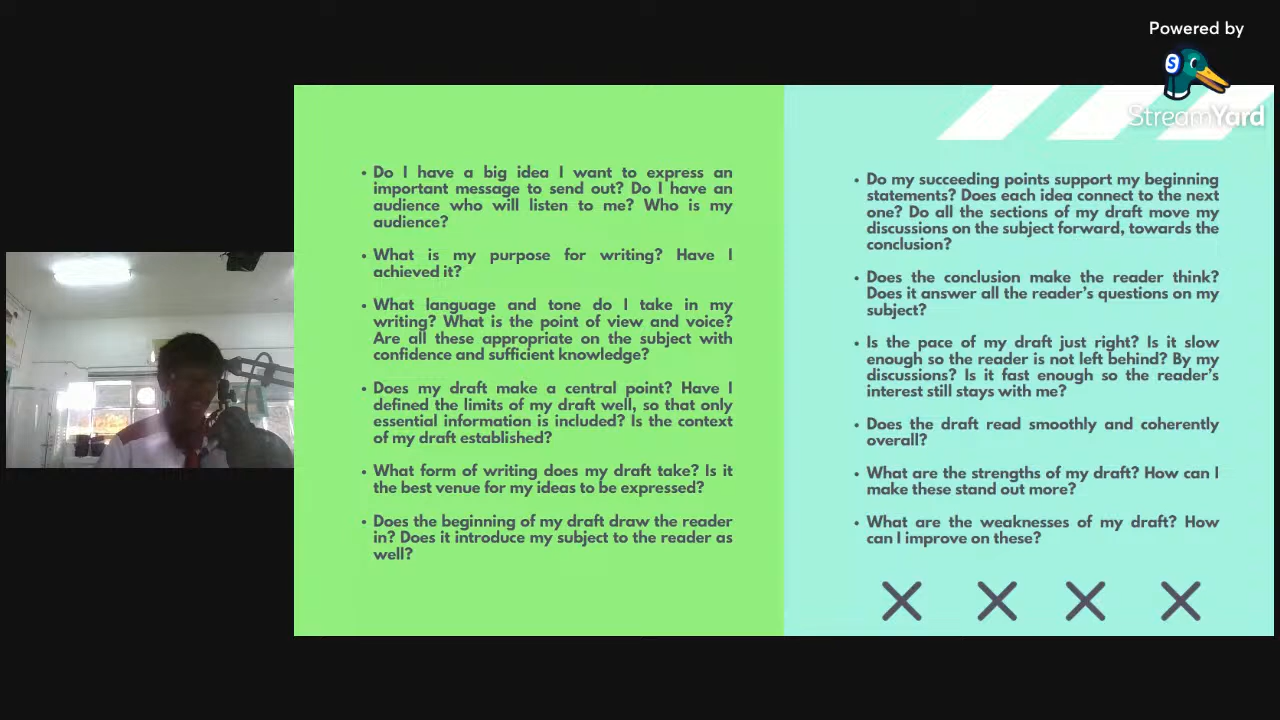 Powered by
S
StreamYard
• Do I have a big idea I want to express an
important message to send out? Do I have an
audience who will listen to me? Who is my
audience?
• What is my purpose for writing? Have I
achieved it?
• What language and tone do I take in my
writing? What is the point of view and voice?
Are all these appropriate on the subject with
confidence and sufficient knowledge?
• Does my draft make a central point? Have I
defined the limits of my draft well, so that only
essential information is included? Is the context
of my draft established?
• What form of writing does my draft take? Is it
the best venue for my ideas to be expressed?
• Does the beginning of my draft draw the reader
in? Does it introduce my subject to the reader as
well?
• Do my succeeding points support my beginning
statements? Does each idea connect to the next
one? Do all the sections of my draft move my
discussions on the subject forward, towards the
conclusion?
• Does the conclusion make the reader think?
Does it answer all the reader's questions on my
subject?
• Is the pace of my draft just right? Is it slow
enough so the reader is not left behind? By my
discussions? Is it fast enough so the reader's
interest still stays with me?
• Does the draft read smoothly and coherently
overall?
• What are the strengths of my draft? How can I
make these stand out more?
• What are the weaknesses of my draft? How
can I improve on these?